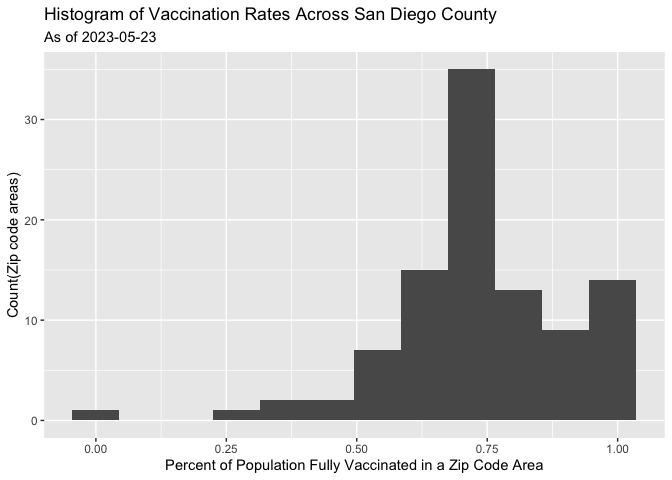 Histogram of Vaccination Rates Across San Diego County
As of 2023-05-23
Count(Zip code areas)
30
20
10
0
0.00 0.25 0.50 0.75 1.00
Percent of Population Fully Vaccinated in a Zip Code Area